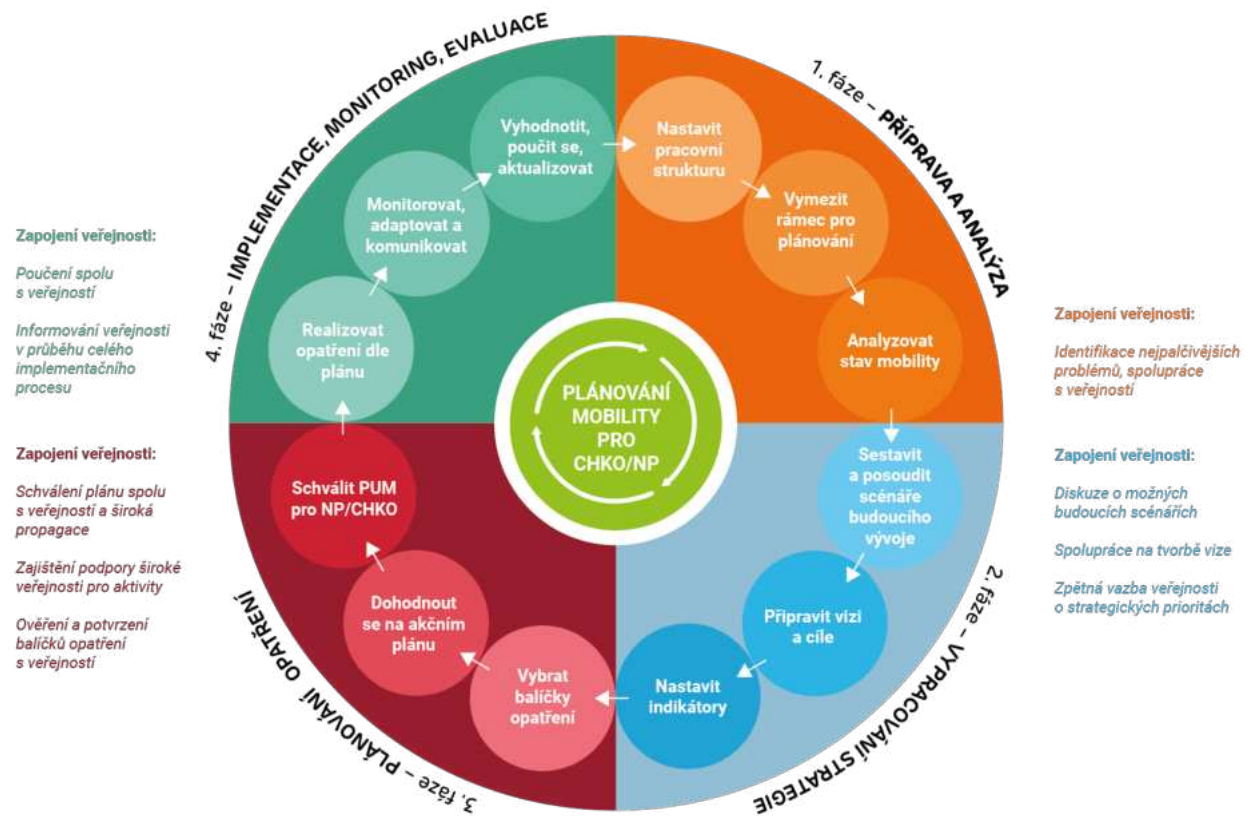 1. fáze – PŘÍPRAVA A ANALÝZA
Nastavit
pracovní
strukturu
Vymezit
rámec pro
plánování
Analyzovat
stav mobility
Zapojení veřejnosti:
Identifikace nejpalčivějších
problémů, spolupráce
s veřejností
2. fáze – VYPRACOVÁNÍ STRATEGIE
Sestavit
a posoudit
scénáře
budoucího
vývoje
Připravit vizi
a cíle
Nastavit
indikátory
Zapojení veřejnosti:
Diskuze o možných
budoucích scénářích
Spolupráce na tvorbě vize
Zpětná vazba veřejnosti
o strategických prioritách
3. fáze – PLÁNOVÁNÍ OPATŘENÍ
Vybrat
balíčky
opatření
Dohodnout
se na akčním
plánu
Schválit PUM
pro NP/CHKO
Zapojení veřejnosti:
Schválení plánu spolu
s veřejností a široká
propagace
Zajištění podpory široké
veřejnosti pro aktivity
Ověření a potvrzení
balíčků opatření
s veřejností
4. fáze – IMPLEMENTACE, MONITORING, EVALUACE
Realizovat
opatření dle
plánu
Monitorovat,
adaptovat a
komunikovat
Vyhodnotit,
poučit se,
aktualizovat
Zapojení veřejnosti:
Poučení spolu
s veřejností
Informování veřejnosti
v průběhu celého
implementačního
procesu
PLÁNOVÁNÍ
MOBILITY
PRO
CHKO/NP